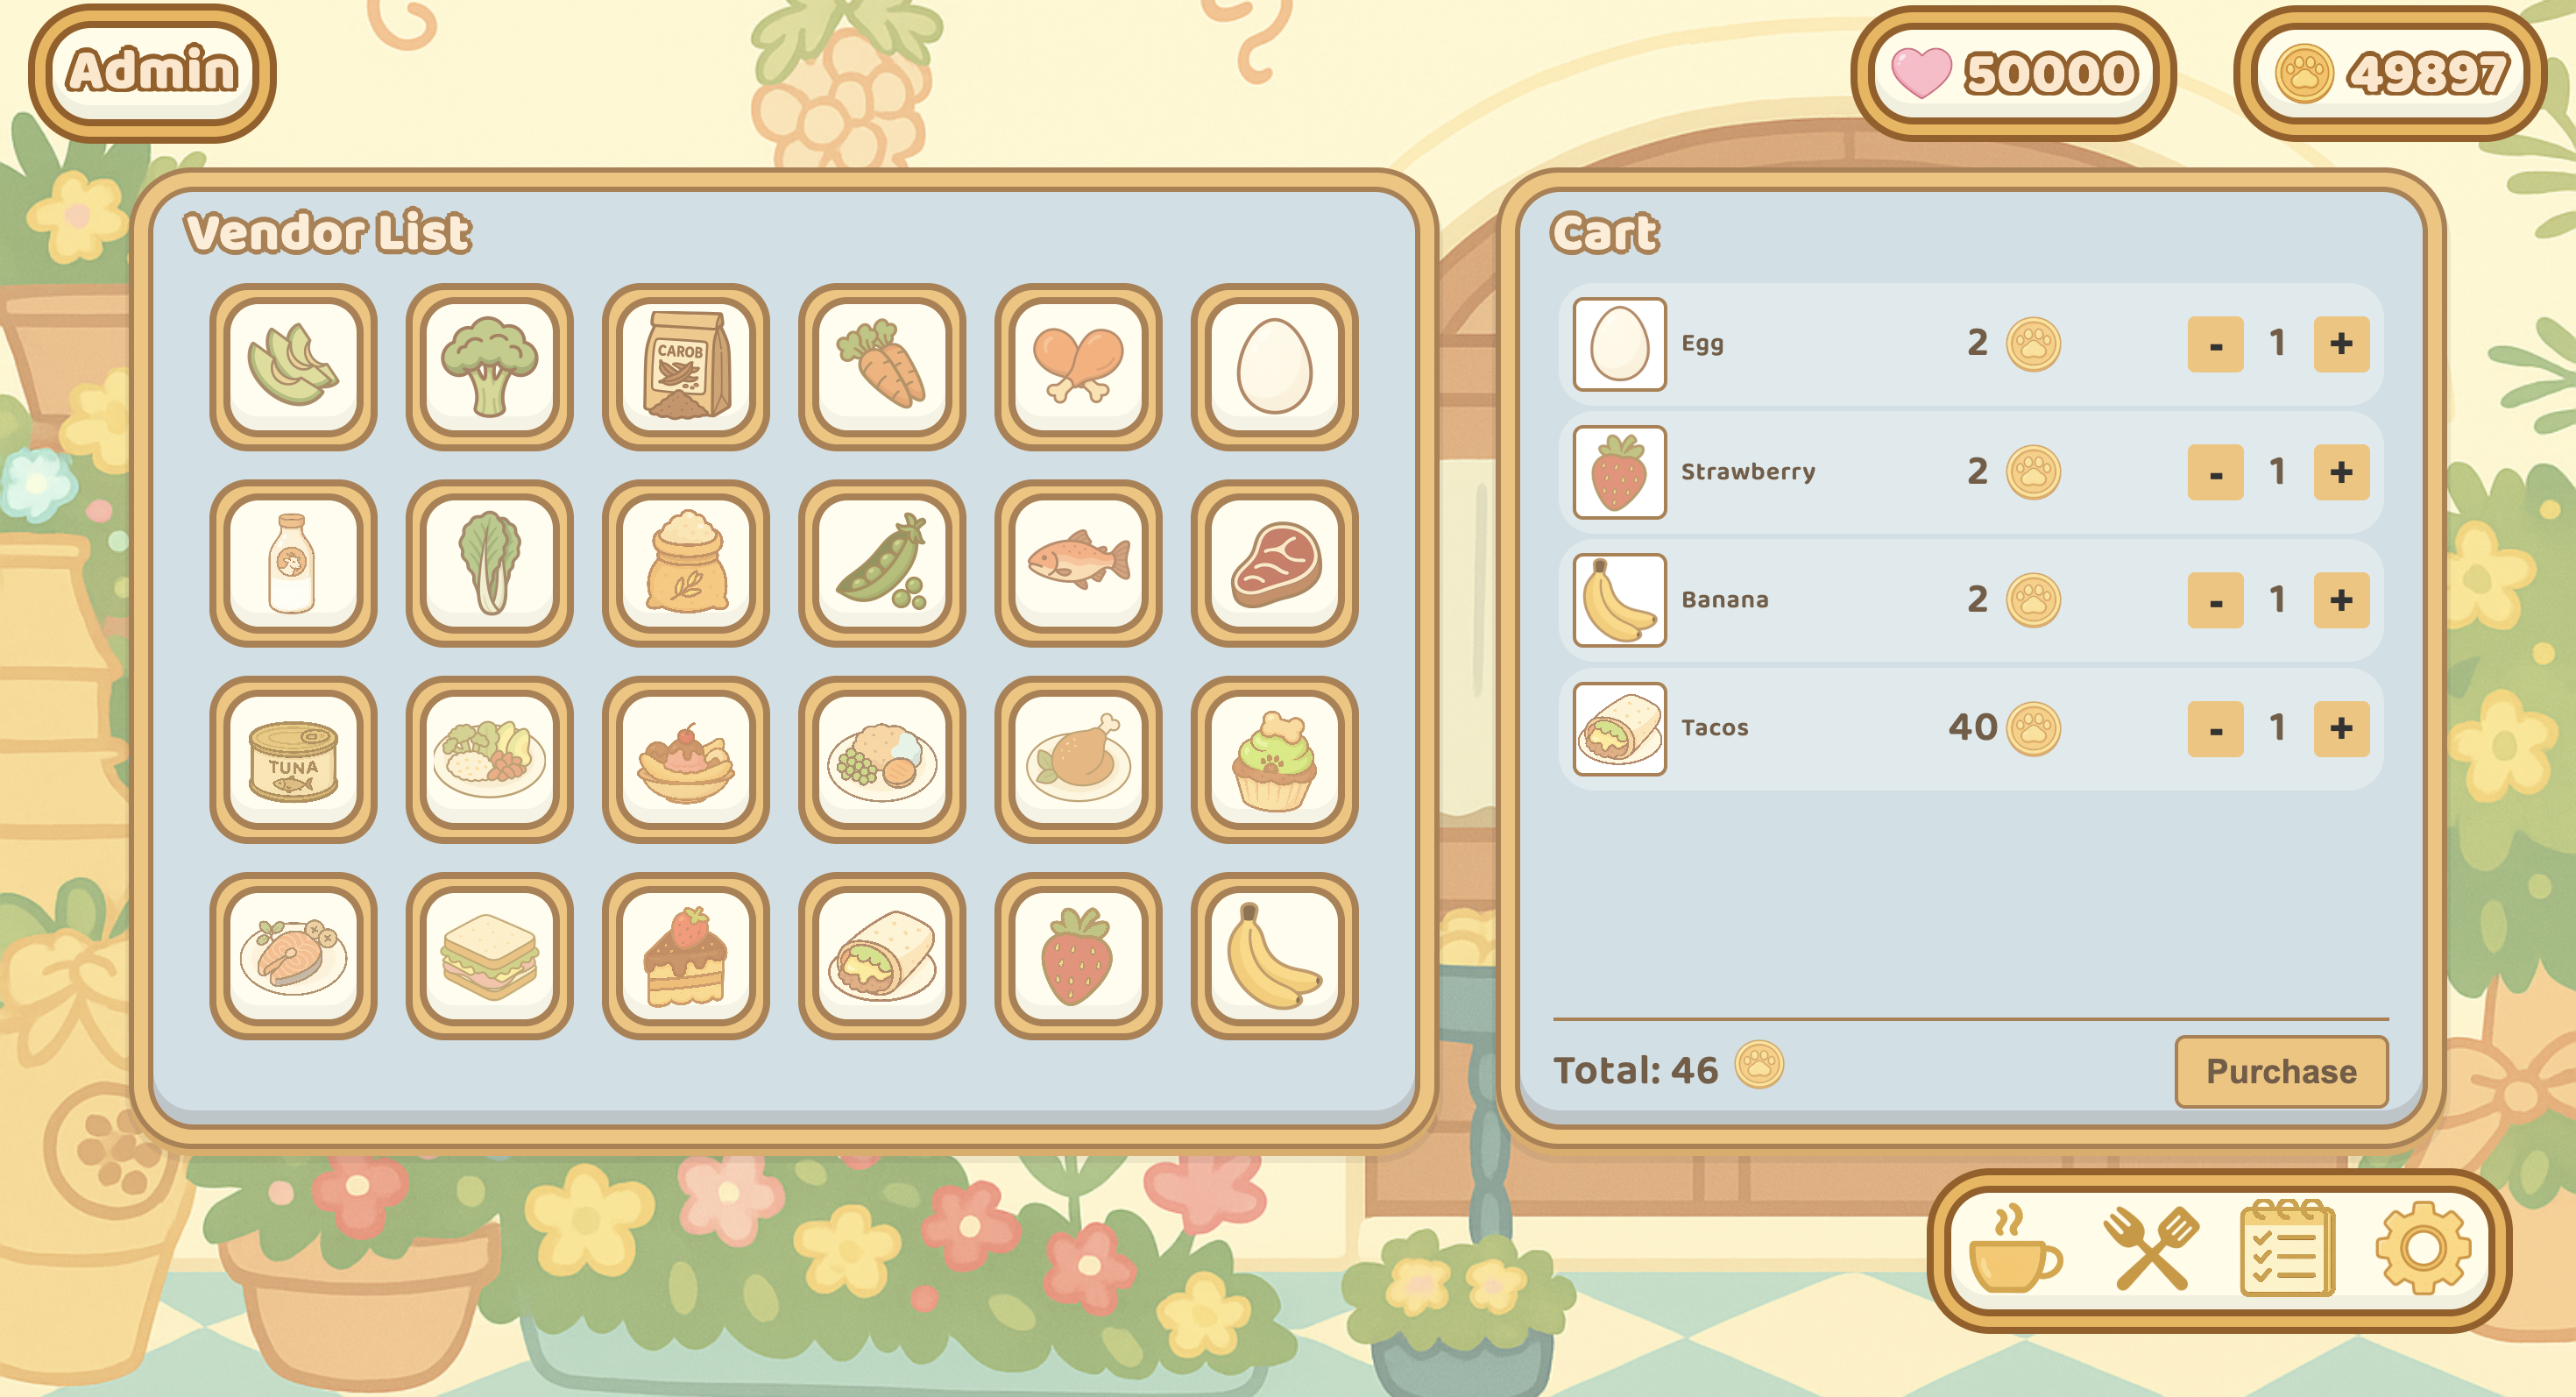 Admin
50000
49897
Vendor List
CAROB
TUNA
Cart
Egg 2 - 1 +
Strawberry 2 - 1 +
Banana 2 - 1 +
Tacos 40 - 1 +
Total: 46
Purchase